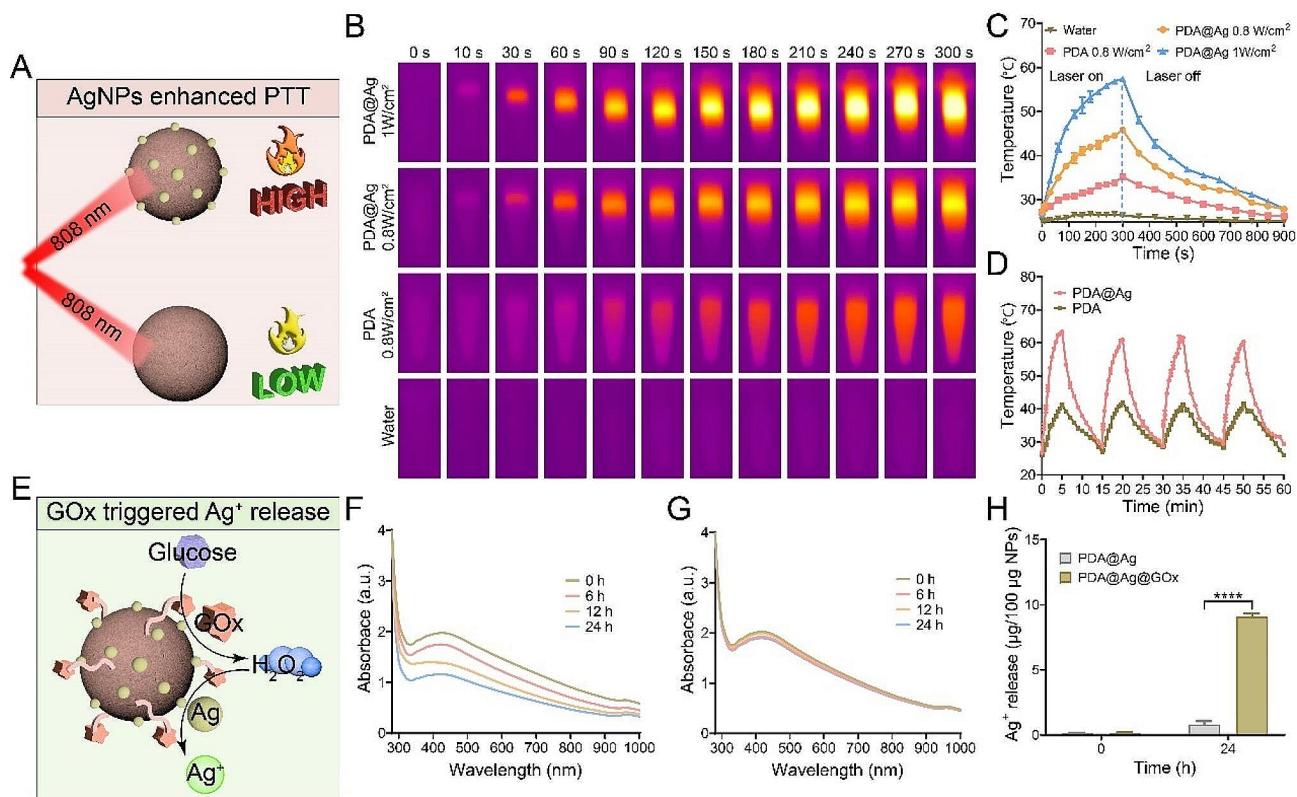 A
AgNPs enhanced PTT
808 nm
HIGH
808 nm
LOW
B
0 s 10 s 30 s 60 s 90 s 120 s 150 s 180 s 210 s 240 s 270 s 300 s
PDA@Ag
1W/cm²
PDA@Ag
0.8W/cm²
PDA
0.8W/cm²
Water
C
Water
PDA@Ag 0.8 W/cm²
PDA 0.8 W/cm²
PDA@Ag 1W/cm²
Laser on
Laser off
Temperature (°C)
70
60
50
40
30
0 100 200 300 400 500 600 700 800 900
Time (s)
D
PDA@Ag
PDA
Temperature (°C)
80
70
60
50
40
30
20
0 5 10 15 20 25 30 35 40 45 50 55 60
Time (min)
E
GOx triggered Ag⁺ release
Glucose
GOx
H₂O₂
Ag
Ag⁺
F
Absorbace (a.u.)
4
3
2
1
0
0 h
6 h
12 h
24 h
300 400 500 600 700 800 900 1000
Wavelength (nm)
G
Absorbace (a.u.)
4
3
2
1
0
0 h
6 h
12 h
24 h
300 400 500 600 700 800 900 1000
Wavelength (nm)
H
Ag⁺ release (μg/100 μg NPs)
15
10
5
0
PDA@Ag
PDA@Ag@GOx
****
0 24
Time (h)